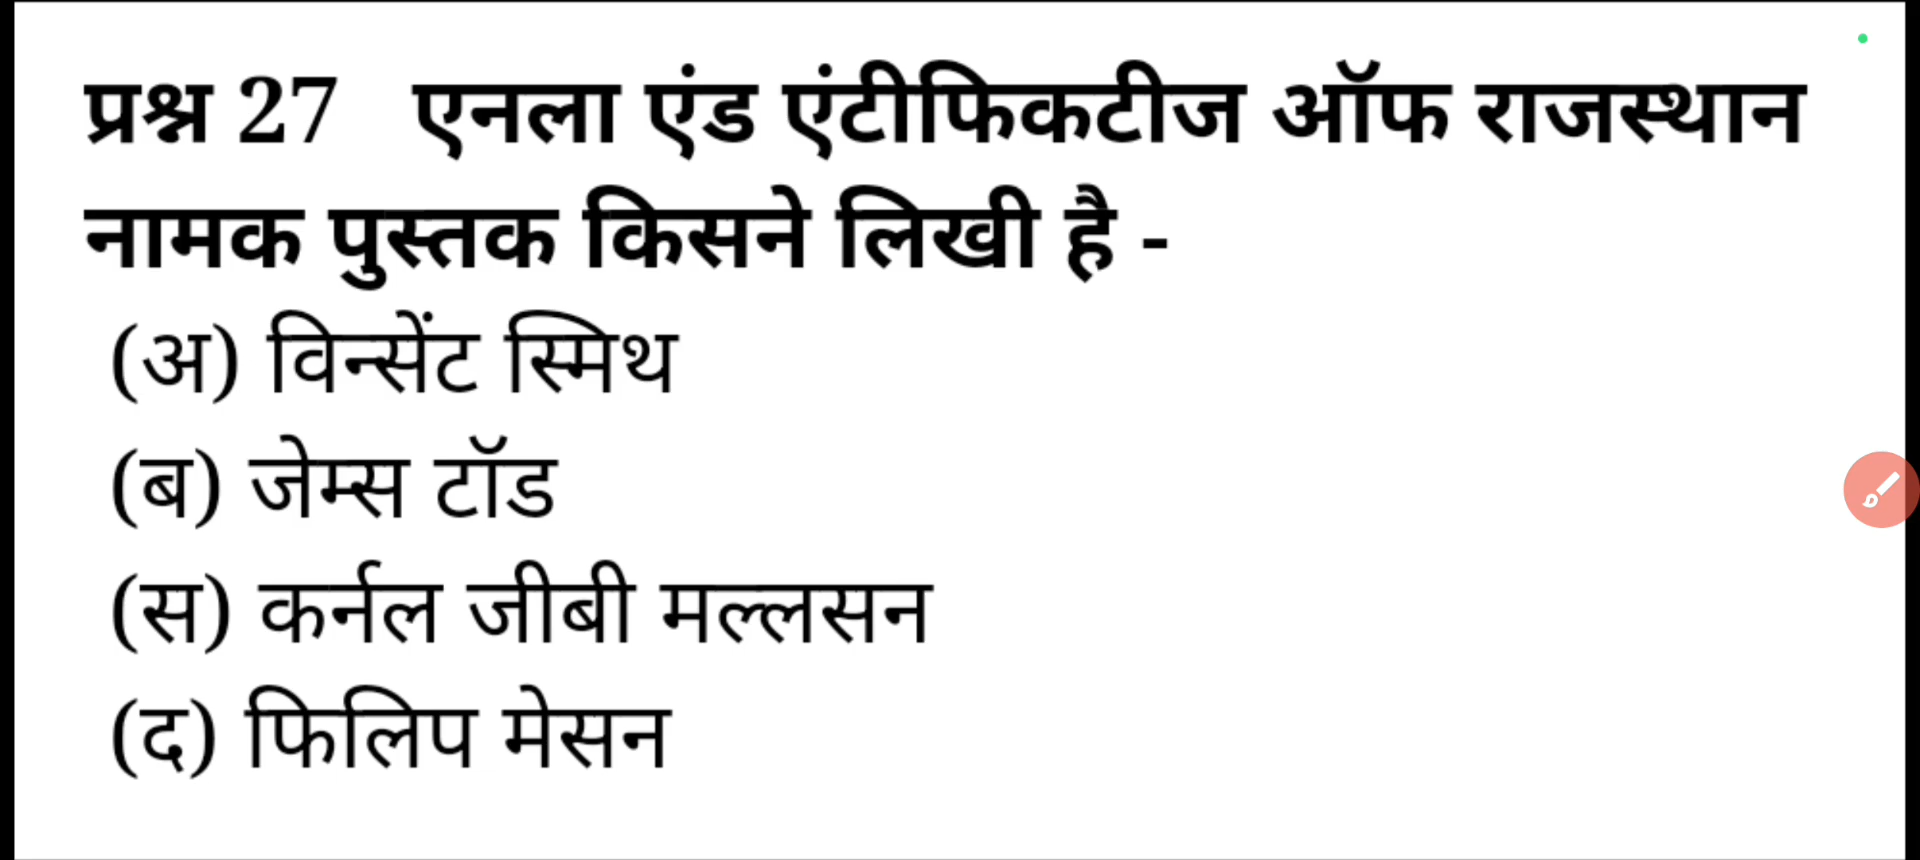 प्रश्न 27 एनला एंड एंटीफिकटीज ऑफ राजस्थान
नामक पुस्तक किसने लिखी है -
(अ) विन्सेंट स्मिथ
(ब) जेम्स टॉड
(स) कर्नल जीबी मल्लसन
(द) फिलिप मेसन